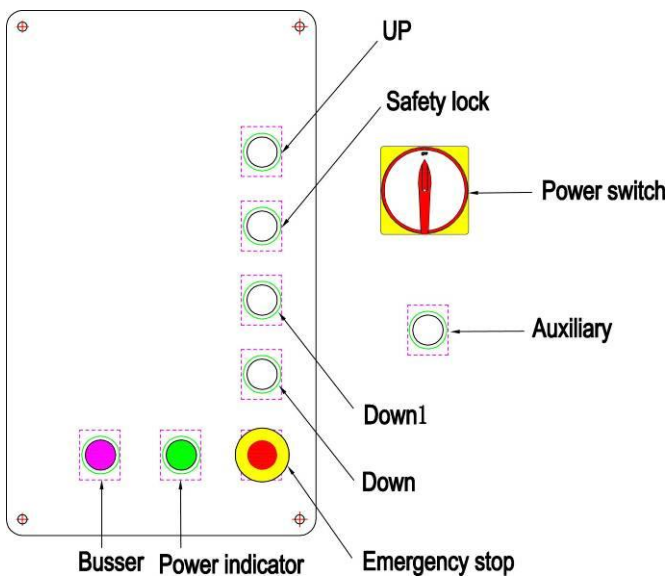 UP
Safety lock
Power switch
Auxiliary
Down1
Down
Busser
Power indicator
Emergency stop